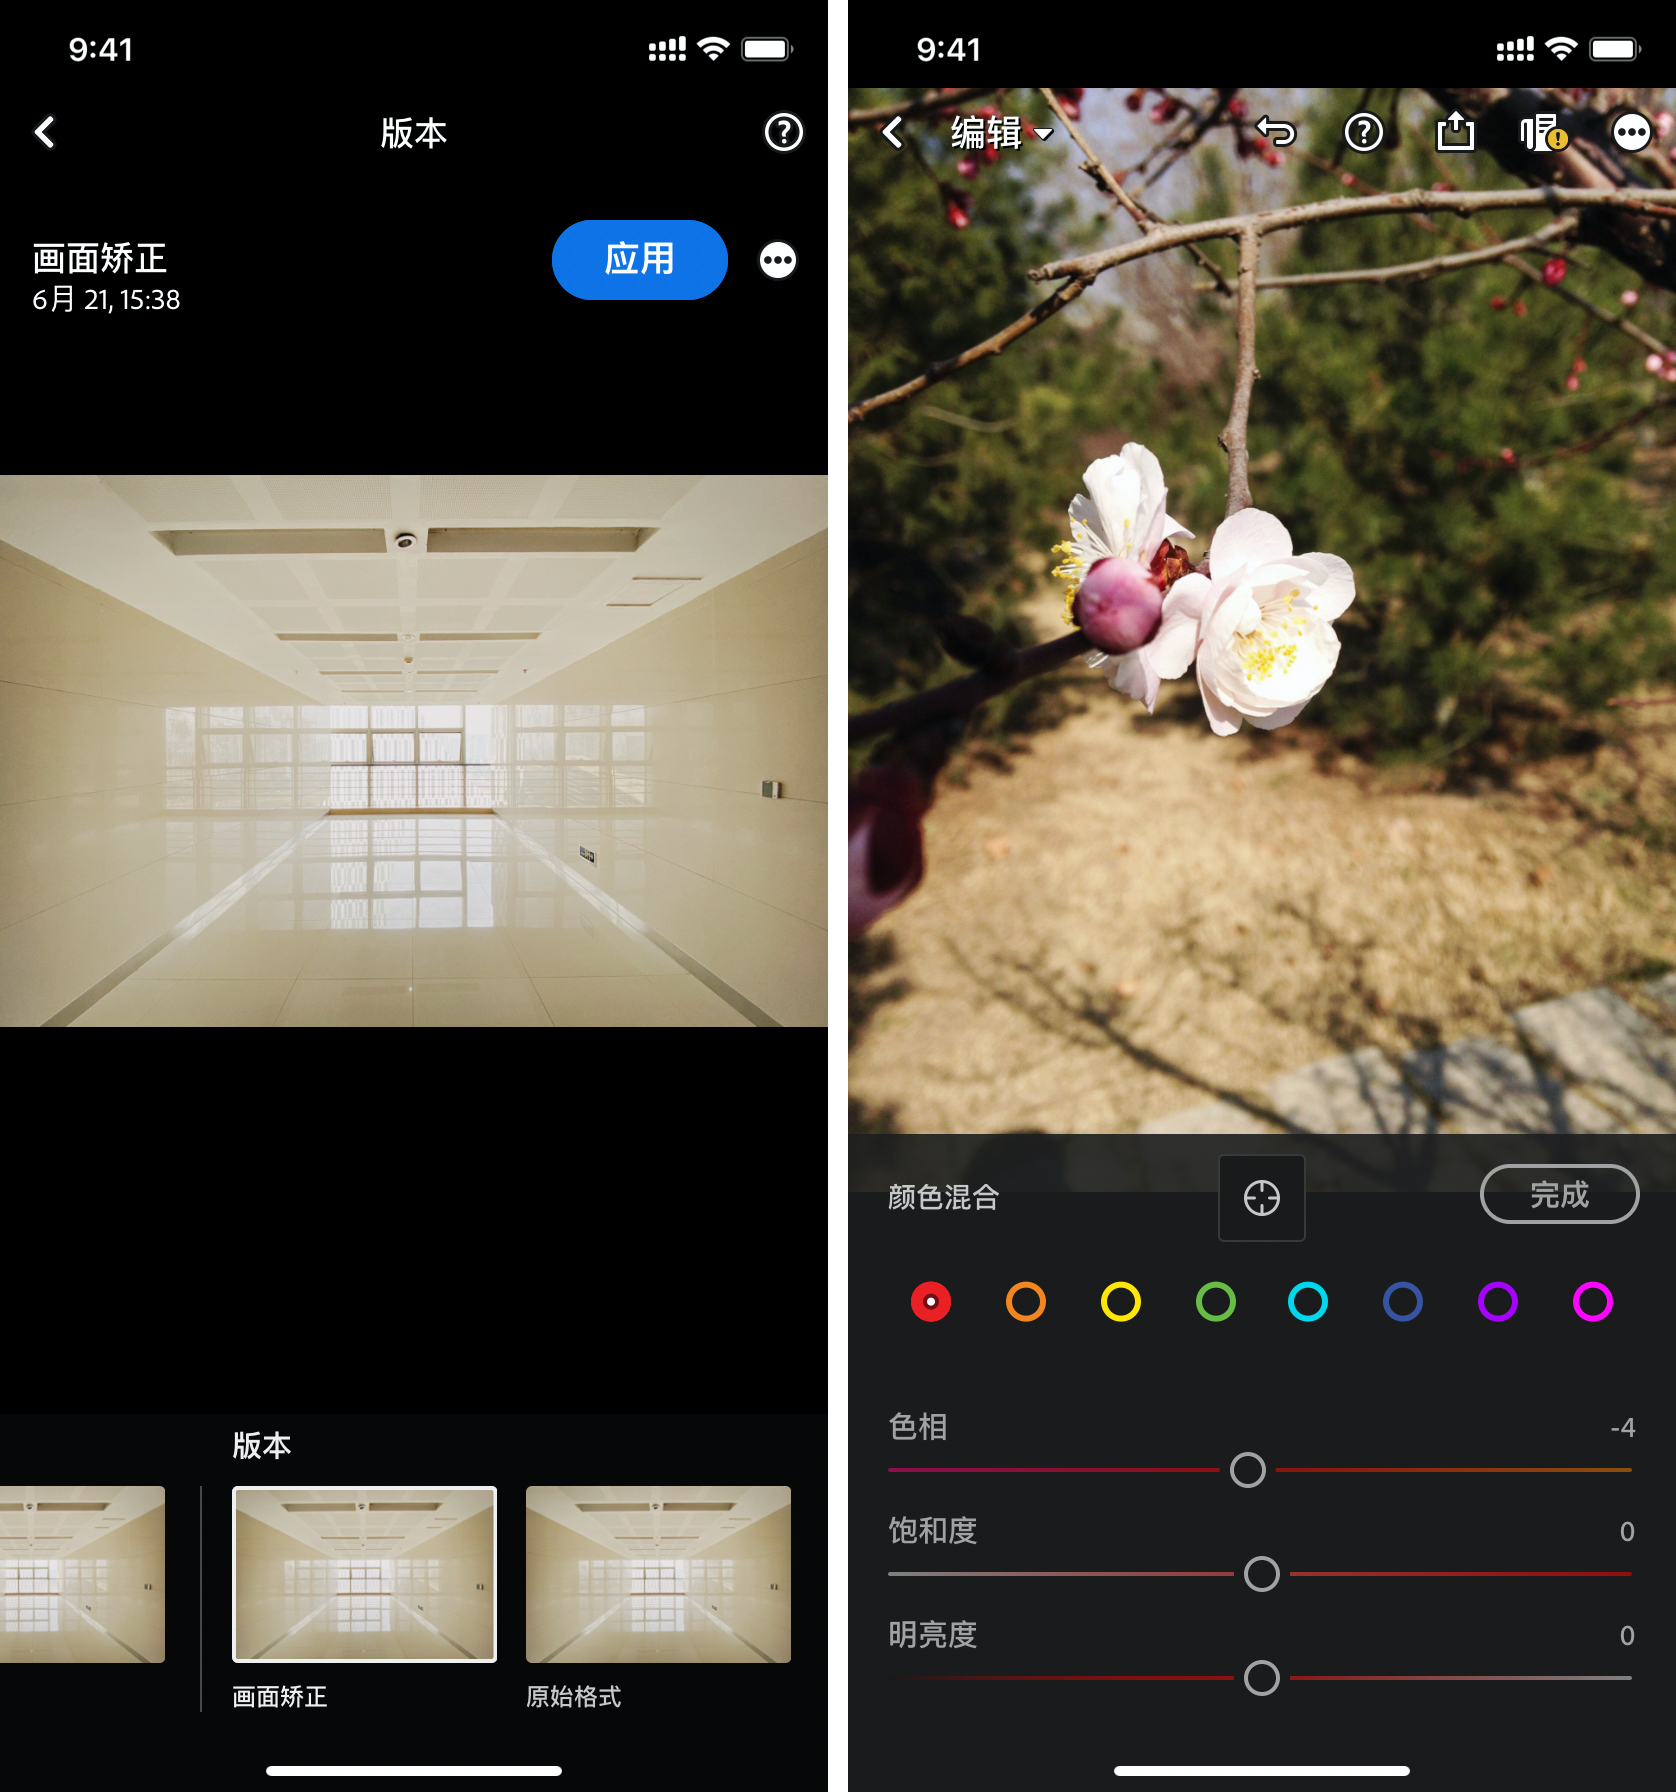 9:41
版本
画面矫正
6月 21, 15:38
应用
版本
画面矫正
原始格式
9:41
编辑
颜色混合
完成
色相
-4
饱和度
0
明亮度
0